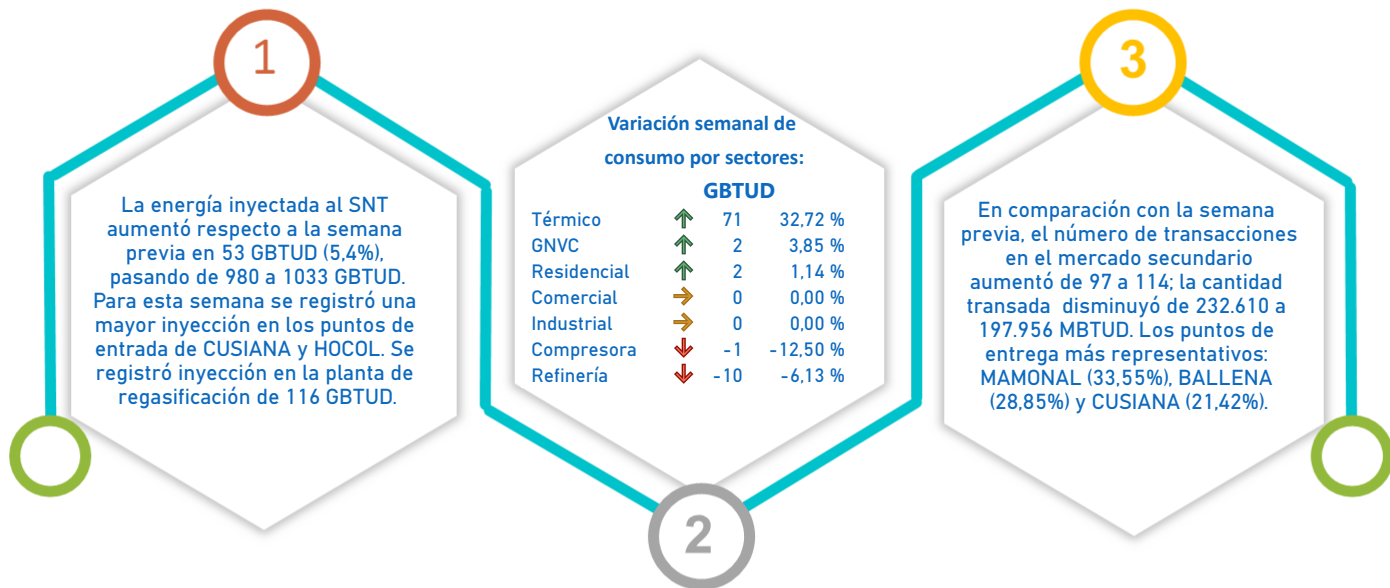 1
La energía inyectada al SNT
aumentó respecto a la semana
previa en 53 GBTUD (5,4%),
pasando de 980 a 1033 GBTUD.
Para esta semana se registró una
mayor inyección en los puntos de
entrada de CUSIANA y HOCOL. Se
registró inyección en la planta de
regasificación de 116 GBTUD.
Variación semanal de
consumo por sectores:
GBTUD
Térmico 71 32,72 %
GNVC 2 3,85 %
Residencial 2 1,14 %
Comercial 0 0,00 %
Industrial 0 0,00 %
Compresora -1 -12,50 %
Refinería -10 -6,13 %
2
3
En comparación con la semana
previa, el número de transacciones
en el mercado secundario
aumentó de 97 a 114; la cantidad
transada disminuyó de 232.610 a
197.956 MBTUD. Los puntos de
entrega más representativos:
MAMONAL (33,55%), BALLENA
(28,85%) y CUSIANA (21,42%).